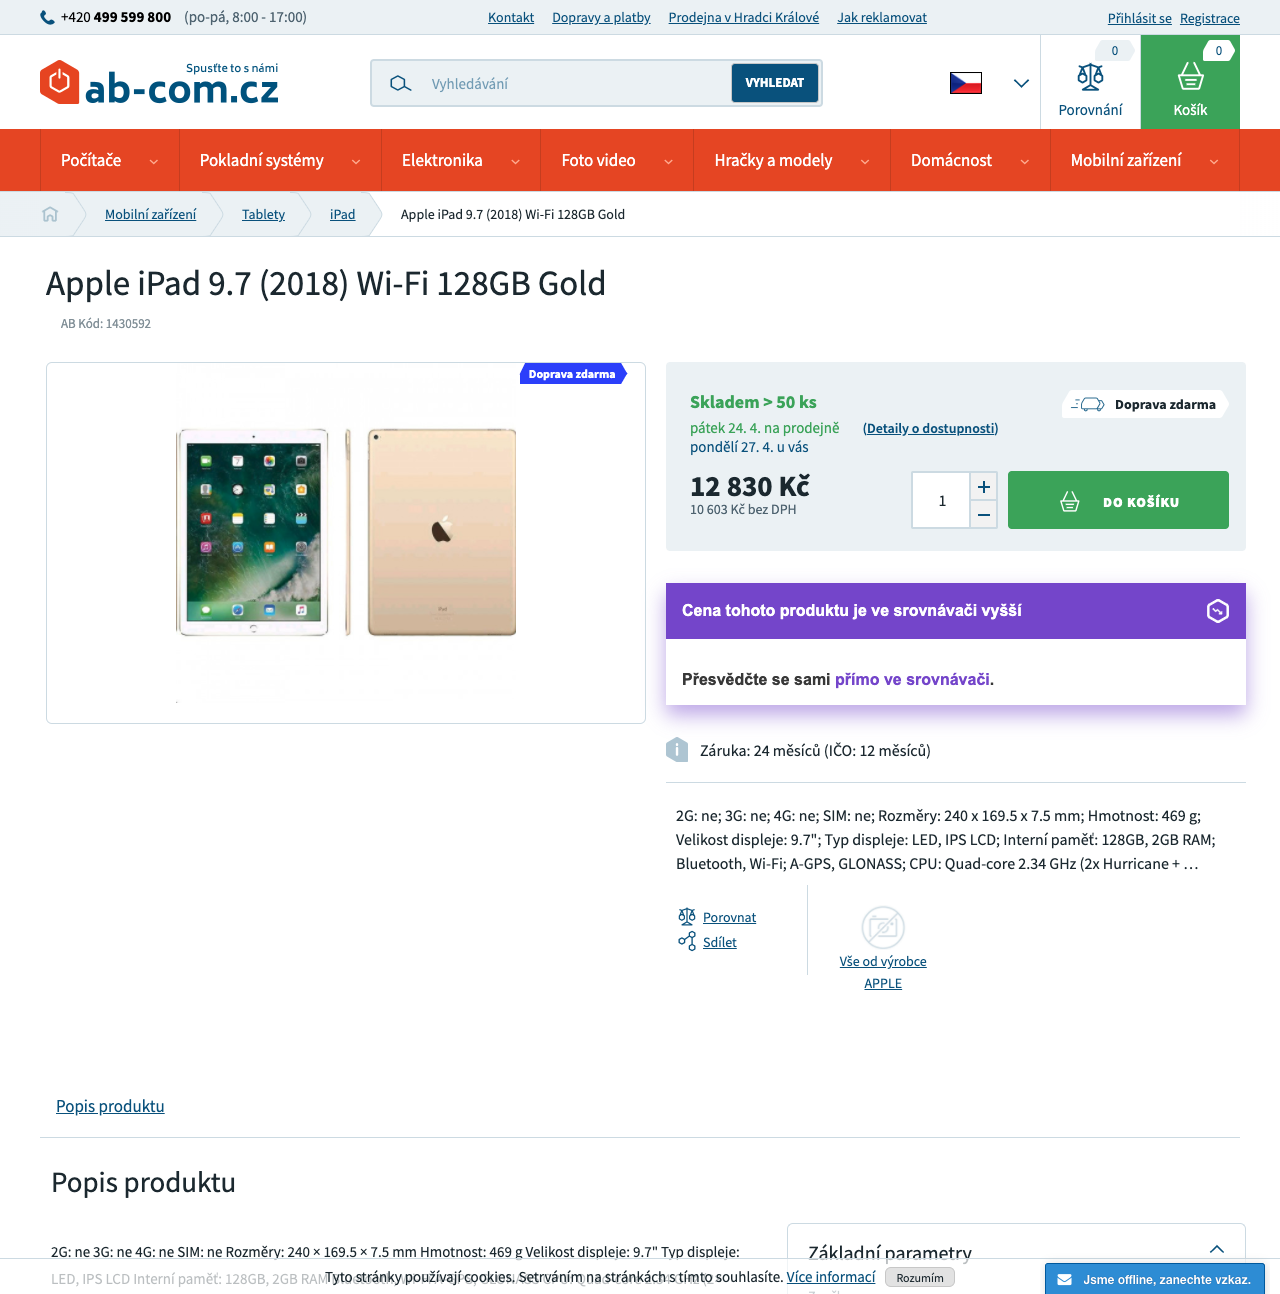 +420 499 599 800 (po-pá, 8:00 - 17:00)
Kontakt Dopravy a platby Prodejna v Hradci Králové Jak reklamovat
Přihlásit se Registrace
Spusťte to s námi
ab-com.cz
Vyhledávání
VYHLEDAT
0
Porovnání
0
Košík
Počítače Pokladní systémy Elektronika Foto video Hračky a modely Domácnost Mobilní zařízení
Mobilní zařízení Tablety iPad Apple iPad 9.7 (2018) Wi-Fi 128GB Gold
Apple iPad 9.7 (2018) Wi-Fi 128GB Gold
AB Kód: 1430592
Doprava zdarma
Skladem > 50 ks
Doprava zdarma
pátek 24. 4. na prodejně (Detaily o dostupnosti)
pondělí 27. 4. u vás
12 830 Kč
10 603 Kč bez DPH
1
+
−
DO KOŠÍKU
Cena tohoto produktu je ve srovnávači vyšší
Přesvědčte se sami přímo ve srovnávači.
i Záruka: 24 měsíců (IČO: 12 měsíců)
2G: ne; 3G: ne; 4G: ne; SIM: ne; Rozměry: 240 x 169.5 x 7.5 mm; Hmotnost: 469 g;
Velikost displeje: 9.7"; Typ displeje: LED, IPS LCD; Interní paměť: 128GB, 2GB RAM;
Bluetooth, Wi-Fi; A-GPS, GLONASS; CPU: Quad-core 2.34 GHz (2x Hurricane + …
Porovnat
Sdílet
Vše od výrobce
APPLE
Popis produktu
Popis produktu
2G: ne 3G: ne 4G: ne SIM: ne Rozměry: 240 × 169.5 × 7.5 mm Hmotnost: 469 g Velikost displeje: 9.7" Typ displeje:
LED, IPS LCD Interní paměť: 128GB, 2GB RAM
Základní parametry
Tyto stránky používají cookies. Serváním na stránkách s tímto souhlasíte. Více informací Rozumím
Jsme offline, zanechte vzkaz.